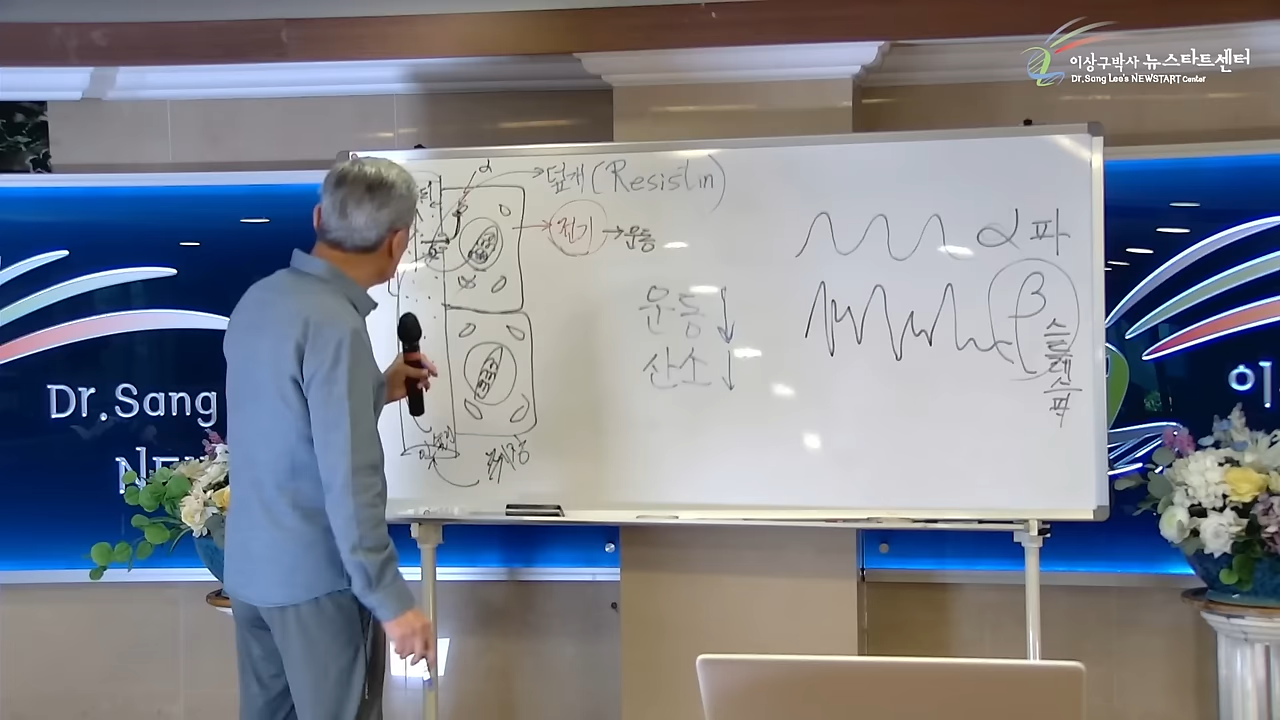 이상구박사 뉴스타트센터
Dr.Sang Lee's NEWSTART Center
α
덮개(Resistin)
전기 → 운동
α파
운동↓
산소↓
β
스트레스파
Dr.Sang
이